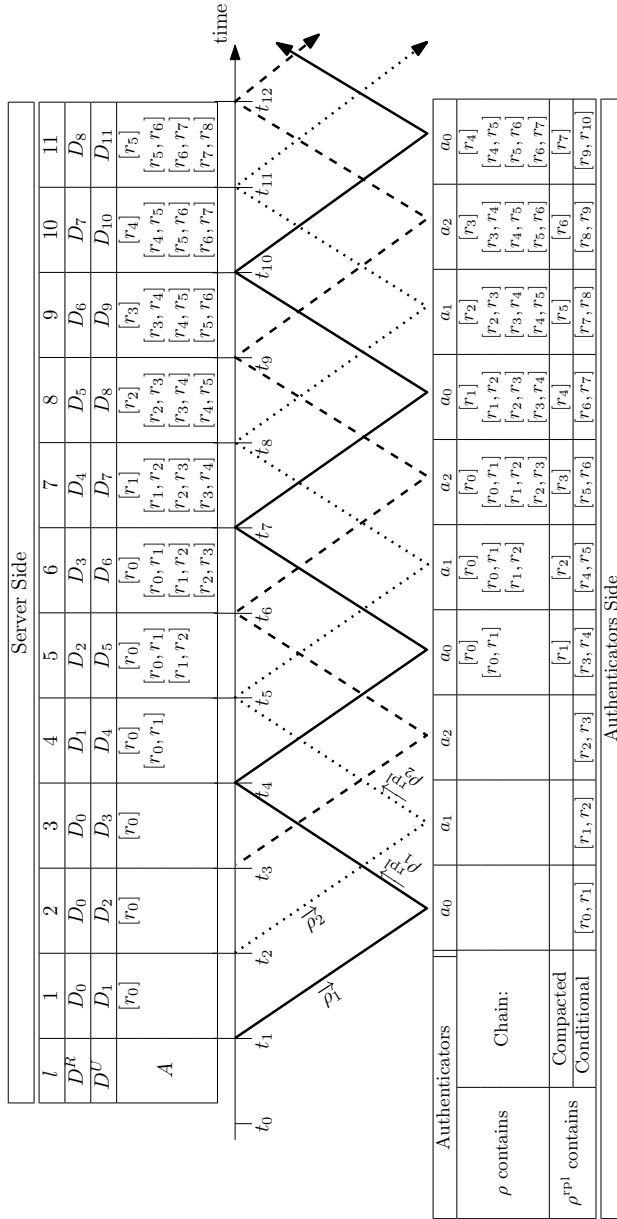 Server Side
l 1 2 3 4 5 6 7 8 9 10 11
D^R D_0 D_0 D_0 D_1 D_2 D_3 D_4 D_5 D_6 D_7 D_8
D^U D_1 D_2 D_3 D_4 D_5 D_6 D_7 D_8 D_9 D_10 D_11
A [r_0] [r_0] [r_0] [r_0] [r_0] [r_0] [r_1] [r_2] [r_3] [r_4] [r_5]
[r_0, r_1] [r_0, r_1] [r_0, r_1] [r_1, r_2] [r_2, r_3] [r_3, r_4] [r_4, r_5] [r_5, r_6]
[r_1, r_2] [r_1, r_2] [r_2, r_3] [r_3, r_4] [r_4, r_5] [r_5, r_6] [r_6, r_7]
[r_2, r_3] [r_3, r_4] [r_4, r_5] [r_5, r_6] [r_6, r_7] [r_7, r_8]
time
t_0 t_1 t_2 t_3 t_4 t_5 t_6 t_7 t_8 t_9 t_10 t_11 t_12
\overrightarrow{ρ_1} \overrightarrow{ρ_2} \overleftarrow{ρ_1^{rpl}} \overleftarrow{ρ_2^{rpl}}
Authenticators a_0 a_1 a_2 a_0 a_1 a_2 a_0 a_1 a_2 a_0
ρ contains Chain: [r_0] [r_0] [r_0] [r_1] [r_2] [r_3] [r_4]
[r_0, r_1] [r_0, r_1] [r_0, r_1] [r_1, r_2] [r_2, r_3] [r_3, r_4] [r_4, r_5]
[r_1, r_2] [r_1, r_2] [r_2, r_3] [r_3, r_4] [r_4, r_5] [r_5, r_6]
[r_2, r_3] [r_3, r_4] [r_4, r_5] [r_5, r_6] [r_6, r_7]
ρ^{rpl} contains Compacted [r_1] [r_2] [r_3] [r_4] [r_5] [r_6] [r_7]
Conditional [r_0, r_1] [r_1, r_2] [r_2, r_3] [r_3, r_4] [r_4, r_5] [r_5, r_6] [r_6, r_7] [r_7, r_8] [r_8, r_9] [r_9, r_10]
Authenticators Side